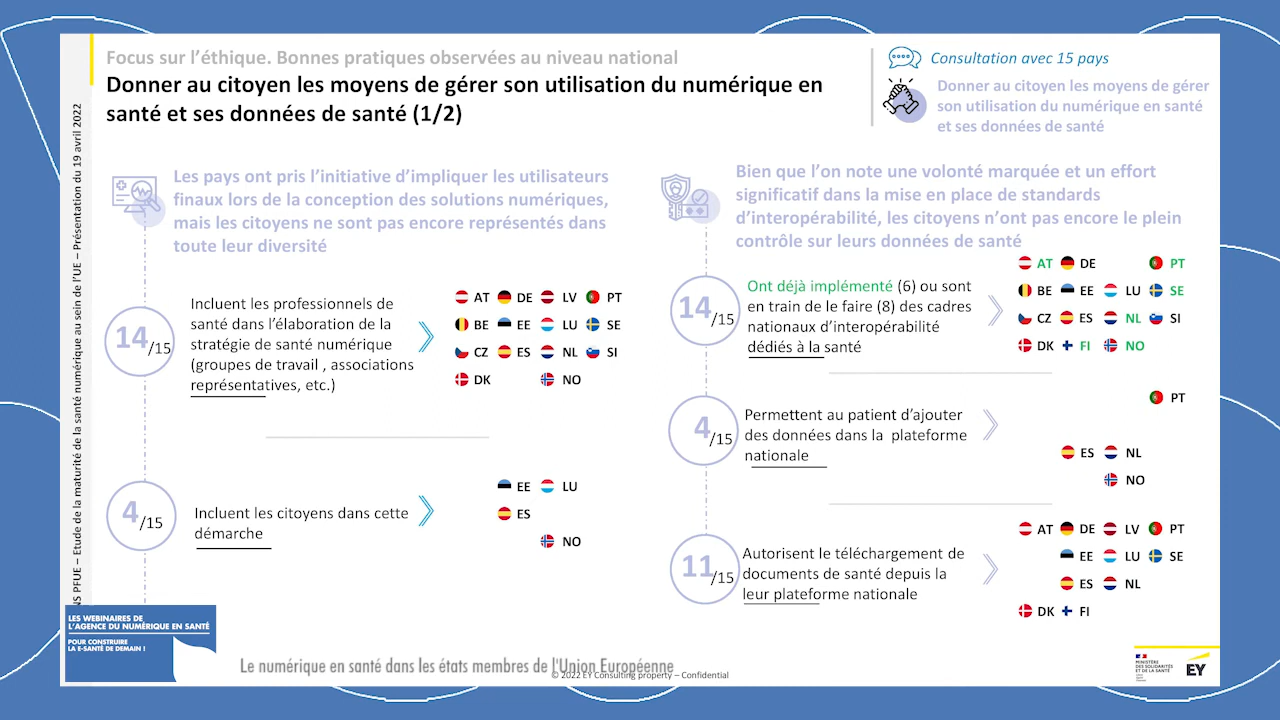 Focus sur l’éthique. Bonnes pratiques observées au niveau national
Donner au citoyen les moyens de gérer son utilisation du numérique en
santé et ses données de santé (1/2)
Consultation avec 15 pays
Donner au citoyen les moyens de gérer
son utilisation du numérique en santé
et ses données de santé
NS PFUE – Etude de la maturité de la santé numérique au sein de l’UE – Présentation du 19 avril 2022
Les pays ont pris l’initiative d’impliquer les utilisateurs
finaux lors de la conception des solutions numériques,
mais les citoyens ne sont pas encore représentés dans
toute leur diversité
14/15
Incluent les professionnels de
santé dans l’élaboration de la
stratégie de santé numérique
(groupes de travail , associations
représentatives, etc.)
AT DE LV PT
BE EE LU SE
CZ ES NL SI
DK NO
4/15
Incluent les citoyens dans cette
démarche
EE LU
ES
NO
Bien que l’on note une volonté marquée et un effort
significatif dans la mise en place de standards
d’interopérabilité, les citoyens n’ont pas encore le plein
contrôle sur leurs données de santé
14/15
Ont déjà implémenté (6) ou sont
en train de le faire (8) des cadres
nationaux d’interopérabilité
dédiés à la santé
AT DE PT
BE EE LU SE
CZ ES NL SI
DK FI NO
4/15
Permettent au patient d’ajouter
des données dans la plateforme
nationale
PT
ES NL
NO
11/15
Autorisent le téléchargement de
documents de santé depuis la
leur plateforme nationale
AT DE LV PT
EE LU SE
ES NL
DK FI
LES WEBINAIRES DE
L’AGENCE DU NUMÉRIQUE EN SANTÉ
POUR CONSTRUIRE
LA E-SANTÉ DE DEMAIN !
Le numérique en santé dans les états membres de l'Union Européenne
© 2022 EY Consulting property – Confidential
MINISTÈRE
DES SOLIDARITÉS
ET DE LA SANTÉ
EY